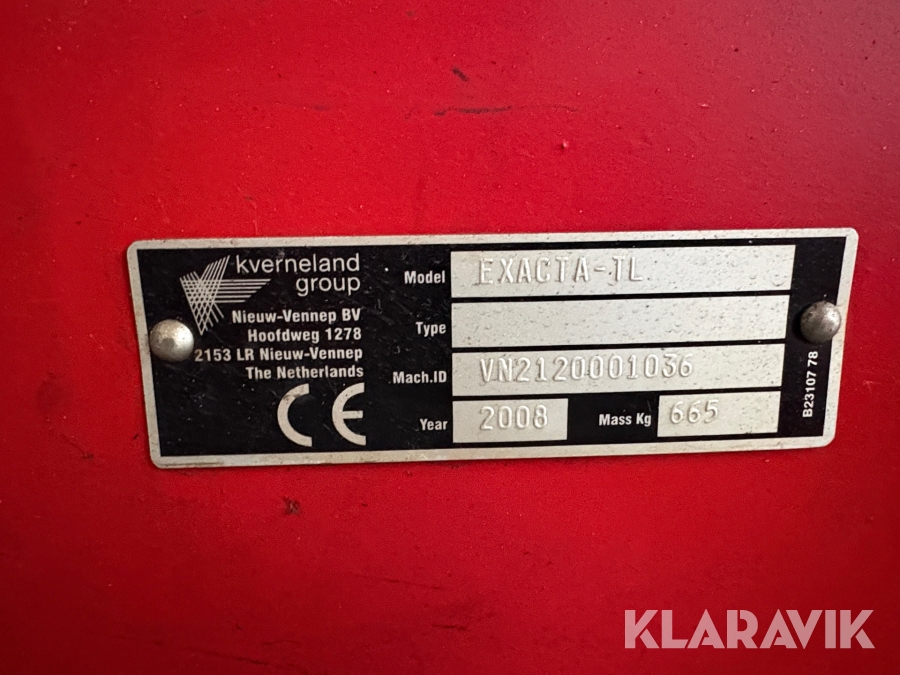 kverneland
group
Nieuw-Vennep BV
Hoofdweg 1278
2153 LR Nieuw-Vennep
The Netherlands
CE
Model EXACTA-TL
Type
Mach.ID VN2120001036
Year 2008 Mass Kg 665
B23107 78
KLARAVIK